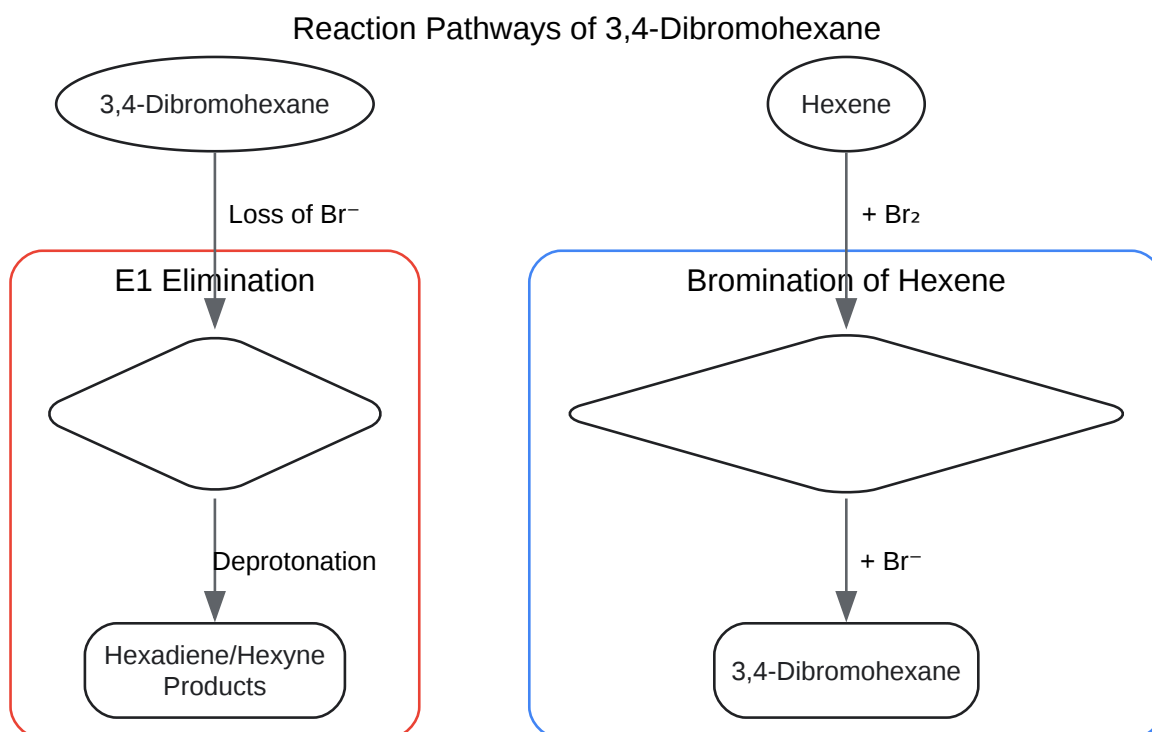 Reaction Pathways of 3,4-Dibromohexane
3,4-Dibromohexane
Hexene
Loss of Br⁻
+ Br₂
E1 Elimination
Bromination of Hexene
Deprotonation
+ Br⁻
Hexadiene/Hexyne
Products
3,4-Dibromohexane